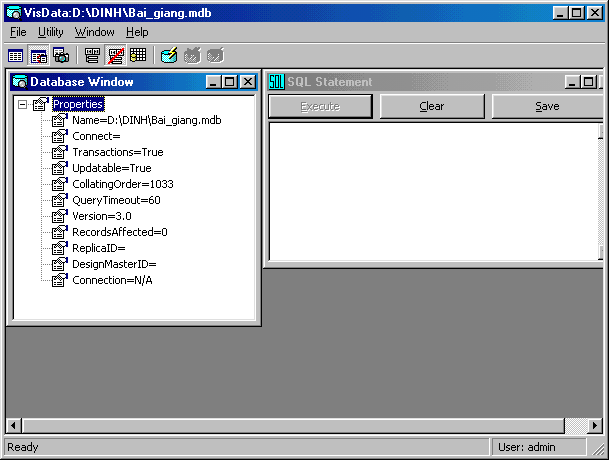 VisData:D:\DINH\Bai_giang.mdb
File Utility Window Help
Database Window
Properties
Name=D:\DINH\Bai_giang.mdb
Connect=
Transactions=True
Updatable=True
CollatingOrder=1033
QueryTimeout=60
Version=3.0
RecordsAffected=0
ReplicaID=
DesignMasterID=
Connection=N/A
SQL SQL Statement
Execute Clear Save
Ready User: admin